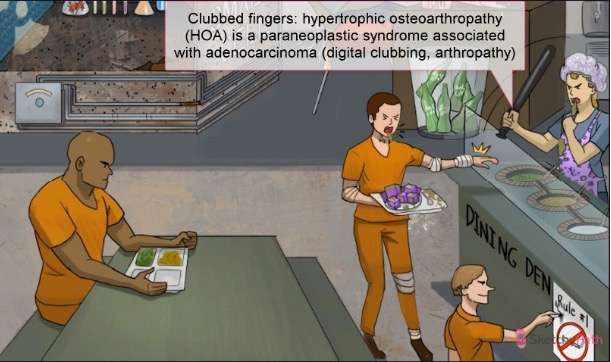 Clubbed fingers: hypertrophic osteoarthropathy
(HOA) is a paraneoplastic syndrome associated
with adenocarcinoma (digital clubbing, arthropathy)
DINING DEN
Rule #1